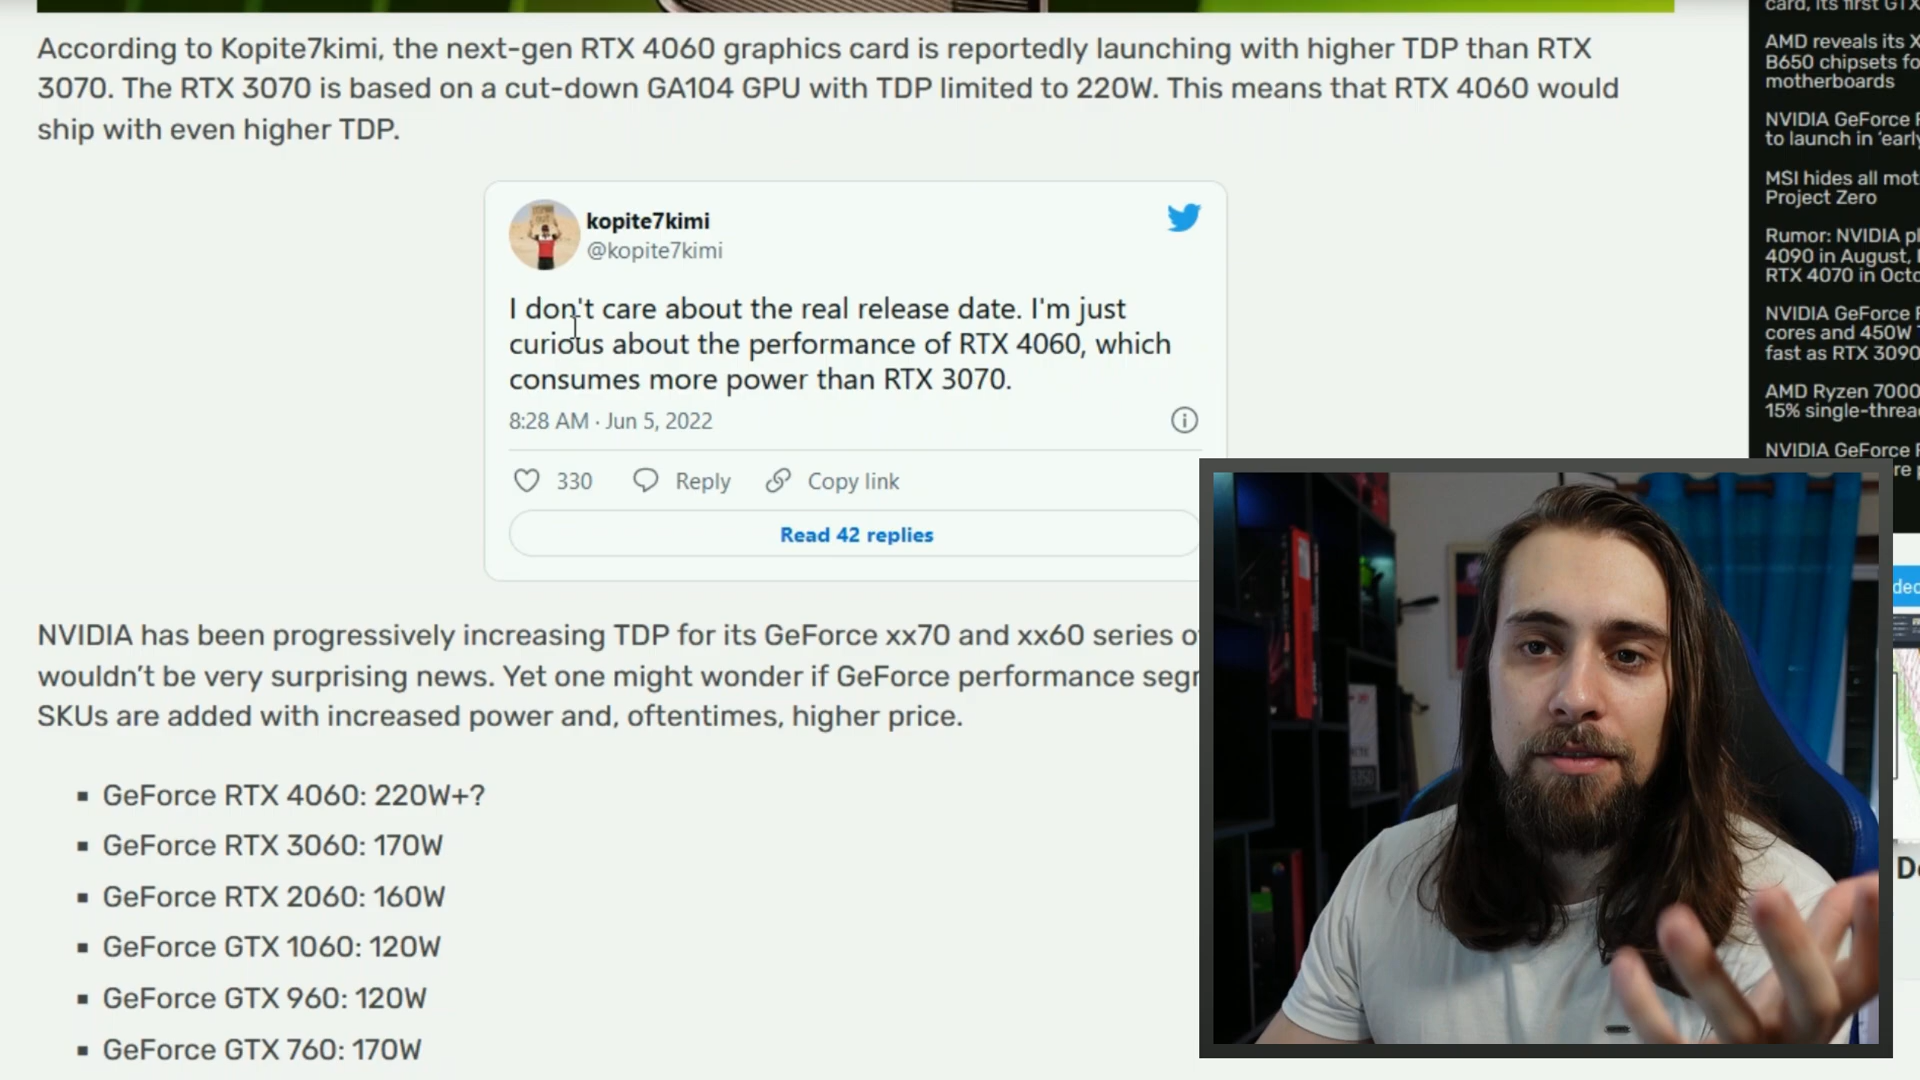 According to Kopite7kimi, the next-gen RTX 4060 graphics card is reportedly launching with higher TDP than RTX
3070. The RTX 3070 is based on a cut-down GA104 GPU with TDP limited to 220W. This means that RTX 4060 would
ship with even higher TDP.
kopite7kimi
@kopite7kimi
I don't care about the real release date. I'm just
curious about the performance of RTX 4060, which
consumes more power than RTX 3070.
8:28 AM · Jun 5, 2022
330 Reply Copy link
Read 42 replies
NVIDIA has been progressively increasing TDP for its GeForce xx70 and xx60 series
wouldn’t be very surprising news. Yet one might wonder if GeForce performance
SKUs are added with increased power and, oftentimes, higher price.
GeForce RTX 4060: 220W+?
GeForce RTX 3060: 170W
GeForce RTX 2060: 160W
GeForce GTX 1060: 120W
GeForce GTX 960: 120W
GeForce GTX 760: 170W
card, its first
AMD reveals its
B650 chipsets
motherboards
NVIDIA GeForce
to launch in
MSI hides all
Project Zero
Rumor: NVIDIA
4090 in August,
RTX 4070 in
NVIDIA GeForce
cores and 450W
fast as RTX 3090
AMD Ryzen 7000
15%
NVIDIA GeForce